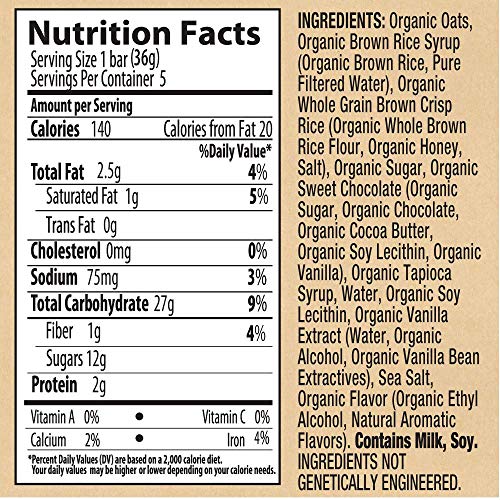 Nutrition Facts
Serving Size 1 bar (36g)
Servings Per Container 5
Amount per Serving
Calories 140 Calories from Fat 20
%Daily Value*
Total Fat 2.5g 4%
Saturated Fat 1g 5%
Trans Fat 0g
Cholesterol 0mg 0%
Sodium 75mg 3%
Total Carbohydrate 27g 9%
Fiber 1g 4%
Sugars 12g
Protein 2g
Vitamin A 0% • Vitamin C 0%
Calcium 2% • Iron 4%
*Percent Daily Values (DV) are based on a 2,000 calorie diet.
Your daily values may be higher or lower depending on your calorie needs.
INGREDIENTS: Organic Oats,
Organic Brown Rice Syrup
(Organic Brown Rice, Pure
Filtered Water), Organic
Whole Grain Brown Crisp
Rice (Organic Whole Brown
Rice Flour, Organic Honey,
Salt), Organic Sugar, Organic
Sweet Chocolate (Organic
Sugar, Organic Chocolate,
Organic Cocoa Butter,
Organic Soy Lecithin, Organic
Vanilla), Organic Tapioca
Syrup, Water, Organic Soy
Lecithin, Organic Vanilla
Extract (Water, Organic
Alcohol, Organic Vanilla Bean
Extractives), Sea Salt,
Organic Flavor (Organic Ethyl
Alcohol, Natural Aromatic
Flavors). Contains Milk, Soy.
INGREDIENTS NOT
GENETICALLY ENGINEERED.